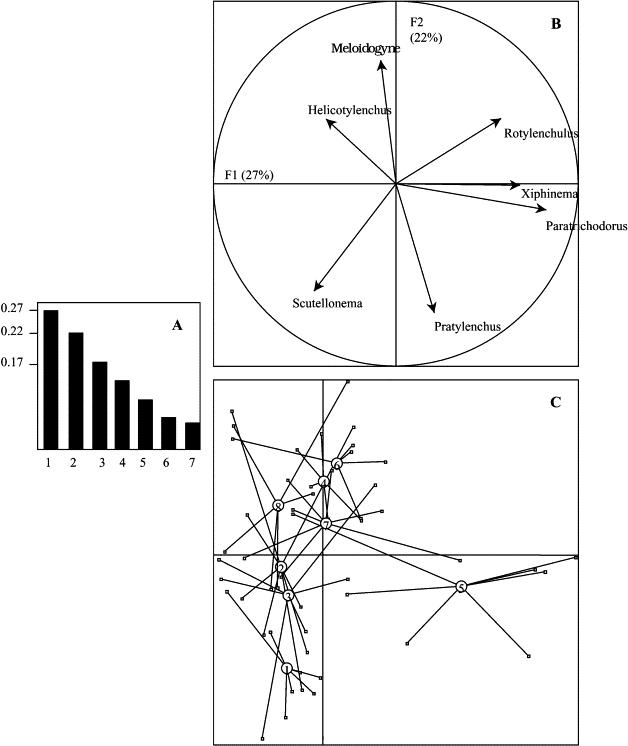 B
F2
(22%)
Meloidogyne
Helicotylenchus
Rotylenchulus
F1 (27%)
Xiphinema
Paratrichodorus
Scutellonema
Pratylenchus
A
0.27
0.22
0.17
1 2 3 4 5 6 7
C
6
4
8
7
2
5
3
1